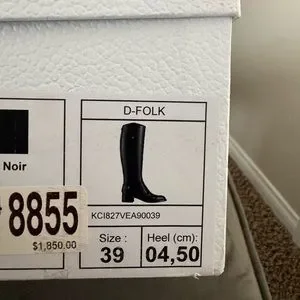 D-FOLK
Noir
KCI827VEA90039
8855
$1,850.00
Size :
39
Heel (cm):
04,50